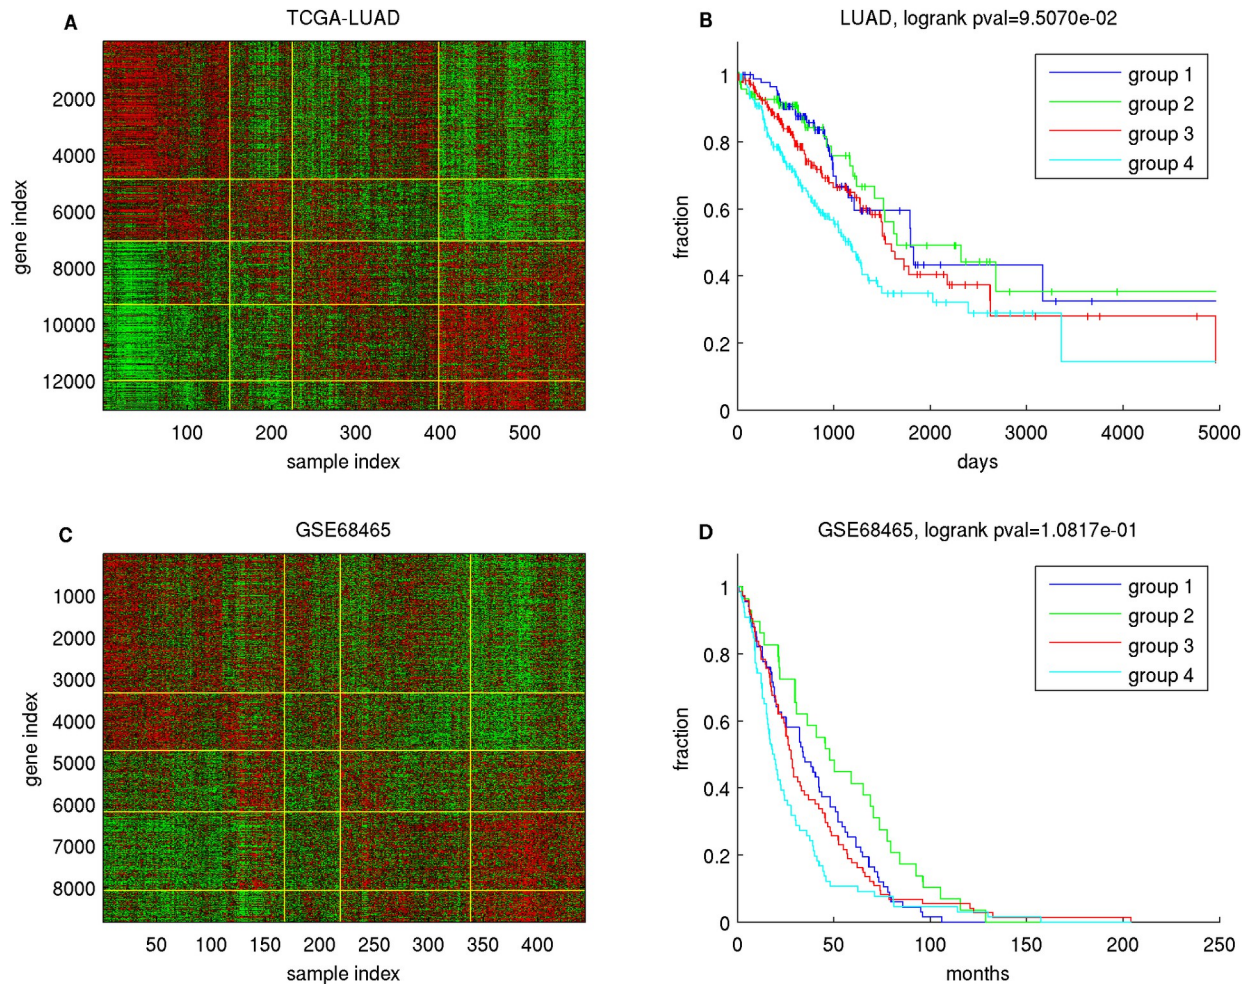 A
TCGA-LUAD
2000
4000
6000
8000
10000
12000
gene index
100
200
300
400
500
sample index
B
LUAD, logrank pval=9.5070e-02
group 1
group 2
group 3
group 4
1
0.8
0.6
0.4
0.2
0
fraction
0
1000
2000
3000
4000
5000
days
C
GSE68465
1000
2000
3000
4000
5000
6000
7000
8000
gene index
50
100
150
200
250
300
350
400
sample index
D
GSE68465, logrank pval=1.0817e-01
group 1
group 2
group 3
group 4
1
0.8
0.6
0.4
0.2
0
fraction
0
50
100
150
200
250
months